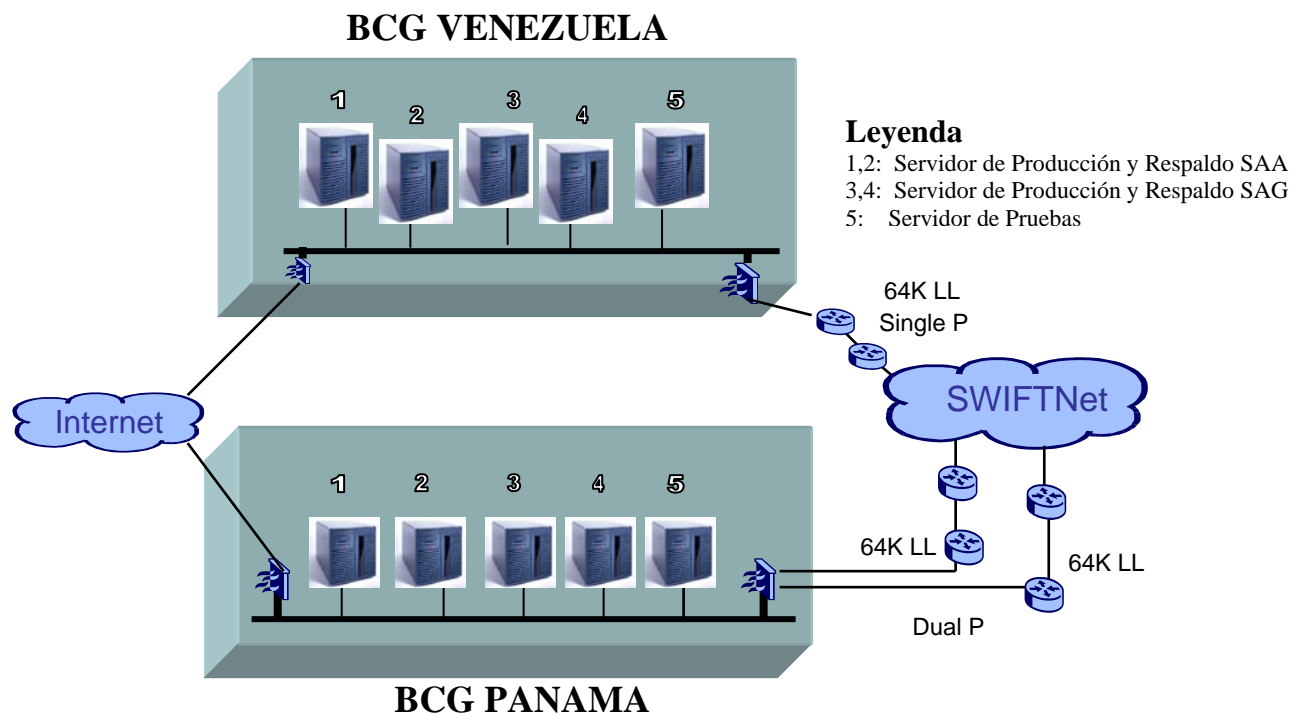 BCG VENEZUELA
1
2
3
4
5
Leyenda
1,2: Servidor de Producción y Respaldo SAA
3,4: Servidor de Producción y Respaldo SAG
5: Servidor de Pruebas
64K LL
Single P
Internet
SWIFTNet
1
2
3
4
5
64K LL
64K LL
Dual P
BCG PANAMA